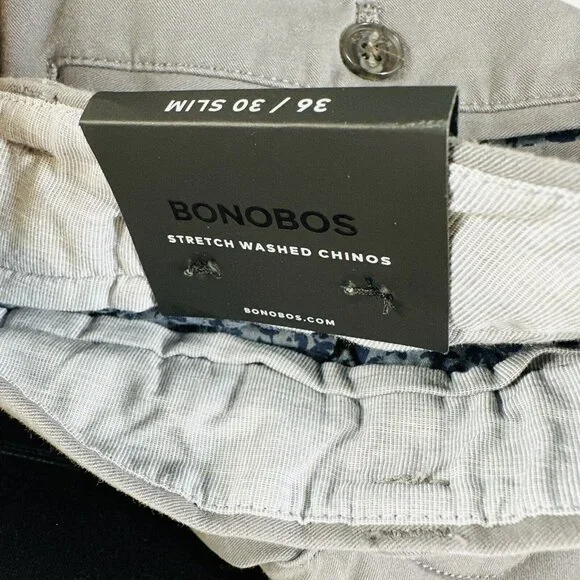 36 / 30 SLIM
BONOBOS
STRETCH WASHED CHINOS
BONOBOS.COM